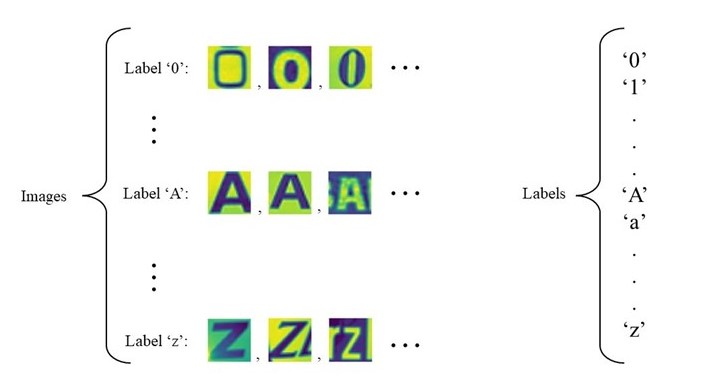 Images
Label ‘0’:
0 , 0 , 0 ...
Label ‘A’:
A , A , A ...
Label ‘z’:
Z , Z , z ...
Labels
‘0’
‘1’
.
.
.
‘A’
‘a’
.
.
.
‘z’